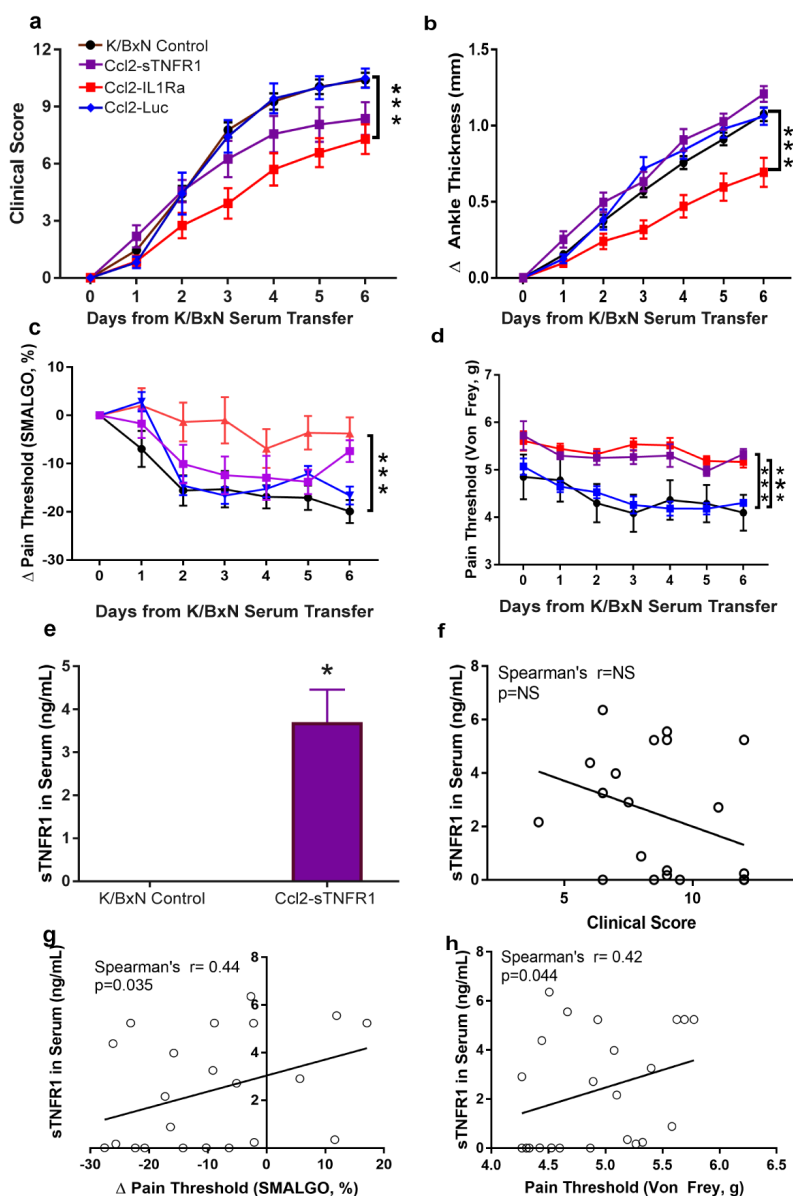 a
K/BxN Control
Ccl2-sTNFR1
Ccl2-IL1Ra
Ccl2-Luc
12
9
6
3
0
Clinical Score
***
0 1 2 3 4 5 6
Days from K/BxN Serum Transfer
b
1.5
1.0
0.5
0.0
Δ Ankle Thickness (mm)
***
0 1 2 3 4 5 6
Days from K/BxN Serum Transfer
c
10
0
-10
-20
-30
Δ Pain Threshold (SMALGO, %)
***
0 1 2 3 4 5 6
Days from K/BxN Serum Transfer
d
6
5
4
3
Pain Threshold (Von Frey, g)
***
***
0 1 2 3 4 5 6
Days from K/BxN Serum Transfer
e
5
4
3
2
1
0
sTNFR1 in Serum (ng/mL)
*
K/BxN Control Ccl2-sTNFR1
f
8
6
4
2
0
sTNFR1 in Serum (ng/mL)
Spearman's r=NS
p=NS
5 10
Clinical Score
g
8
6
4
2
sTNFR1 in Serum (ng/mL)
Spearman's r= 0.44
p=0.035
-30 -20 -10 0 10 20
Δ Pain Threshold (SMALGO, %)
h
8
6
4
2
0
sTNFR1 in Serum (ng/mL)
Spearman's r= 0.42
p=0.044
4.0 4.5 5.0 5.5 6.0 6.5
Pain Threshold (Von Frey, g)